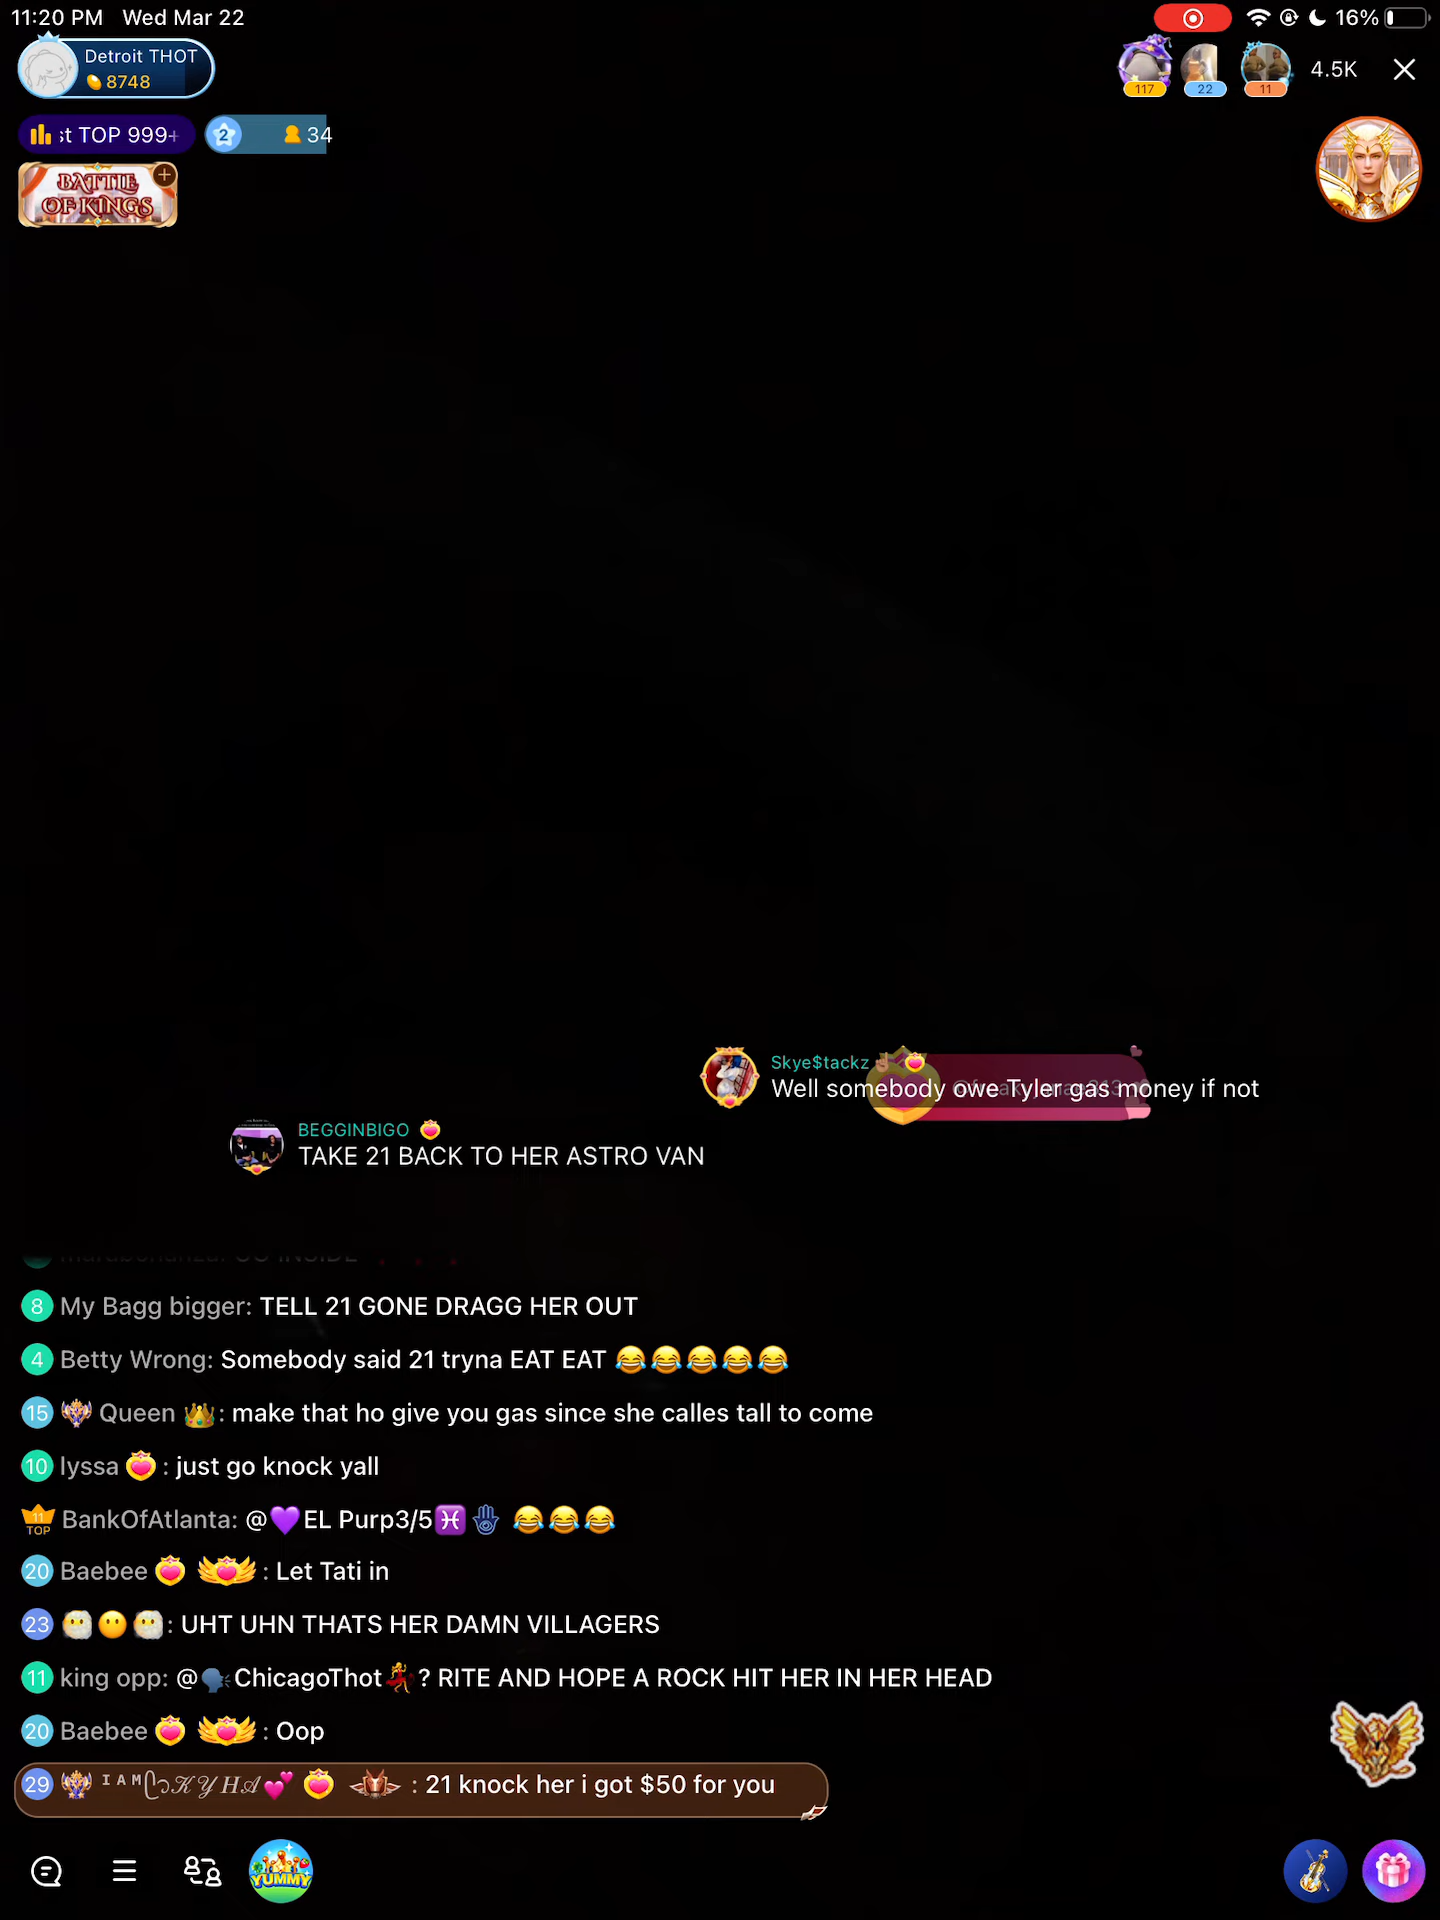 11:20 PM Wed Mar 22
16%
Detroit THOT
8748
117
22
11
4.5K
st TOP 999+
2
34
BATTLE
OF KINGS
Skye$tackz
Well somebody owe Tyler gas money if not
BEGGINBIGO
TAKE 21 BACK TO HER ASTRO VAN
8 My Bagg bigger: TELL 21 GONE DRAGG HER OUT
4 Betty Wrong: Somebody said 21 tryna EAT EAT 😂😂😂😂😂
15 Queen 👑: make that ho give you gas since she calles tall to come
10 lyssa : just go knock yall
11 TOP BankOfAtlanta: @💜EL Purp3/5♓🪬 😂😂😂
20 Baebee : Let Tati in
23 😶‍🌫️😶😶‍🌫️: UHT UHN THATS HER DAMN VILLAGERS
11 king opp: @🗣️ChicagoThot💃? RITE AND HOPE A ROCK HIT HER IN HER HEAD
20 Baebee : Oop
29 ᴵ ᴬ ᴹ 𝒦𝒴𝐻𝒜💕 : 21 knock her i got $50 for you
YUMMY